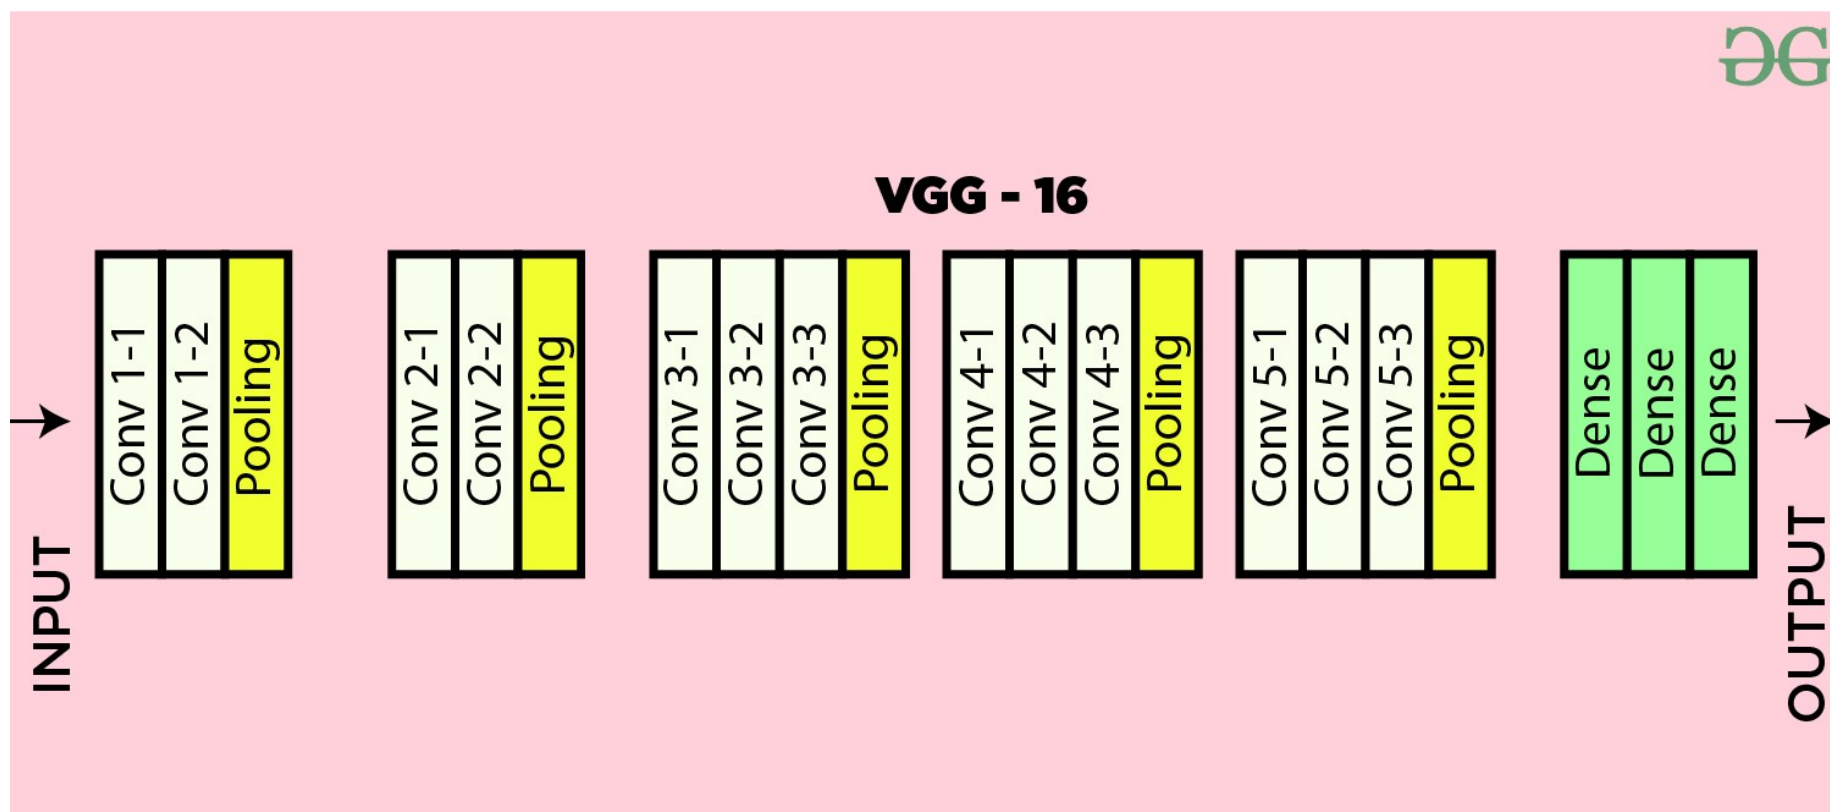 VGG - 16
INPUT
Conv 1-1
Conv 1-2
Pooling
Conv 2-1
Conv 2-2
Pooling
Conv 3-1
Conv 3-2
Conv 3-3
Pooling
Conv 4-1
Conv 4-2
Conv 4-3
Pooling
Conv 5-1
Conv 5-2
Conv 5-3
Pooling
Dense
Dense
Dense
OUTPUT